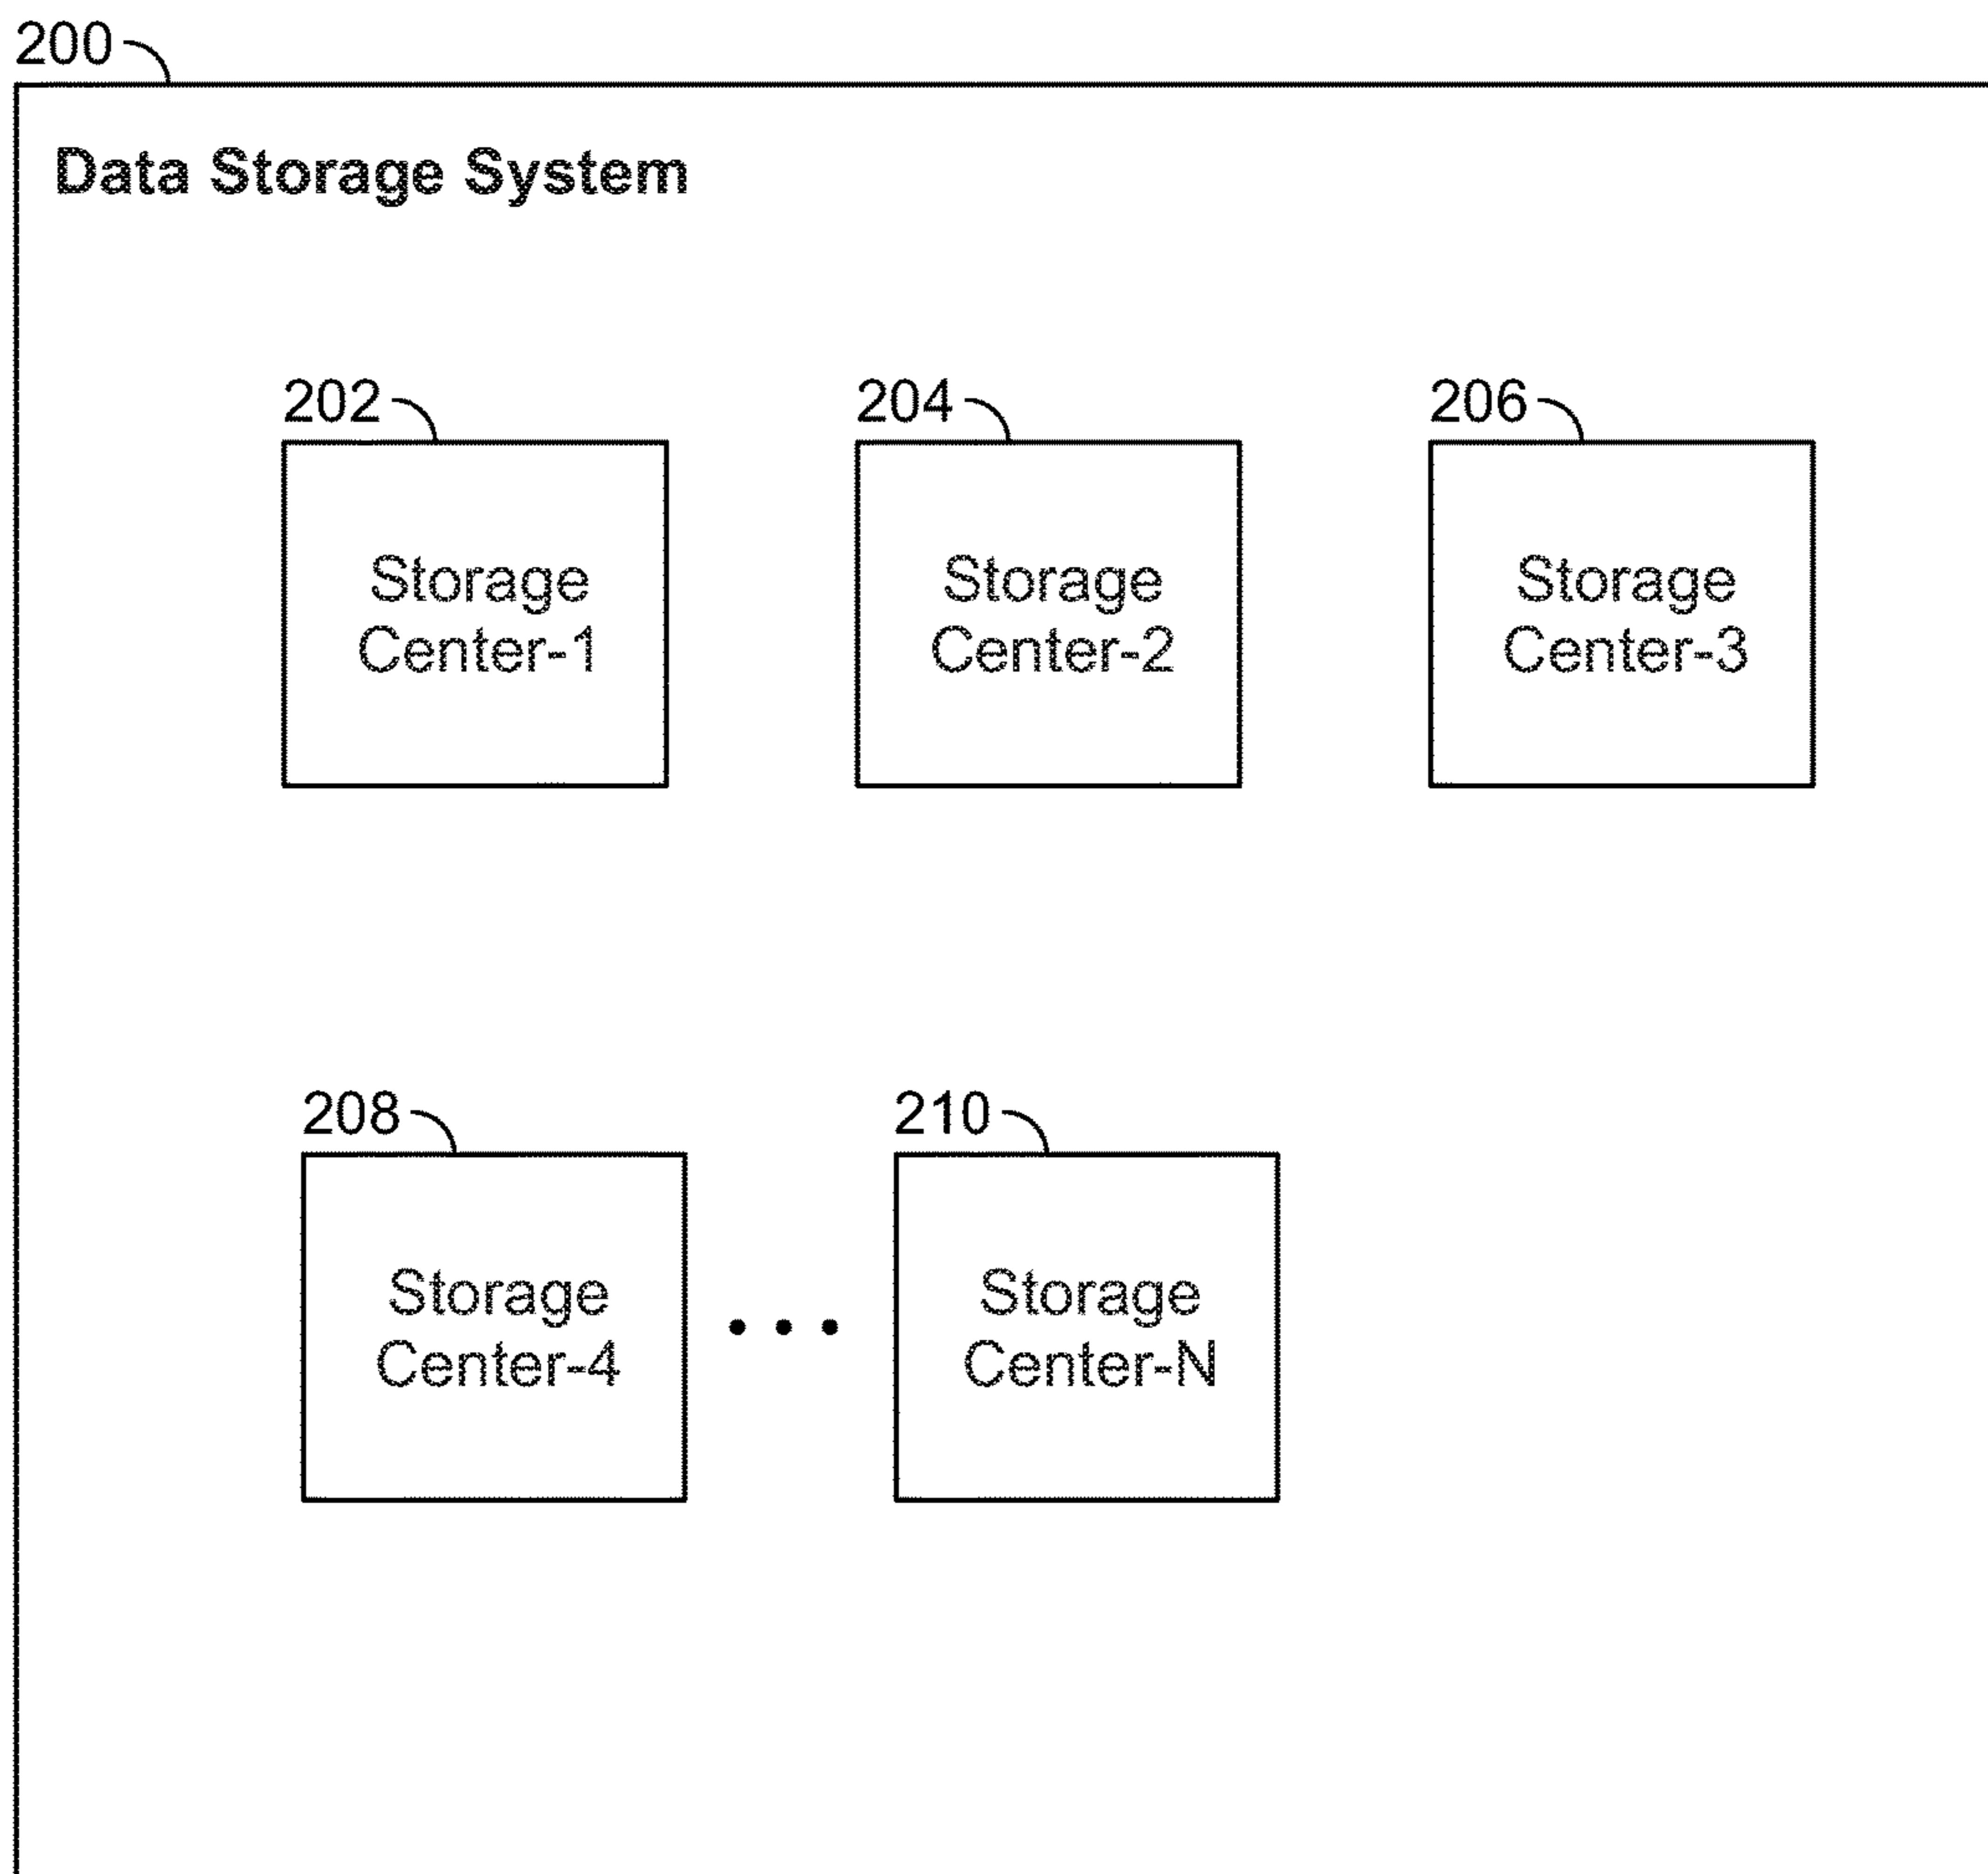 200
Data Storage System
202
204
206
Storage
Center-1
Storage
Center-2
Storage
Center-3
208
210
Storage
Center-4
• • •
Storage
Center-N